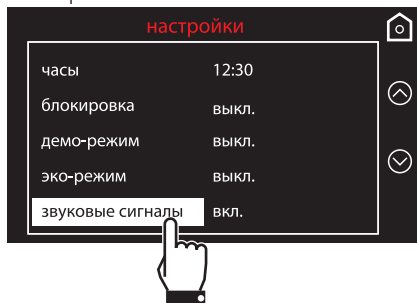 настройки
часы 12:30
блокировка выкл.
демо-режим выкл.
эко-режим выкл.
звуковые сигналы вкл.